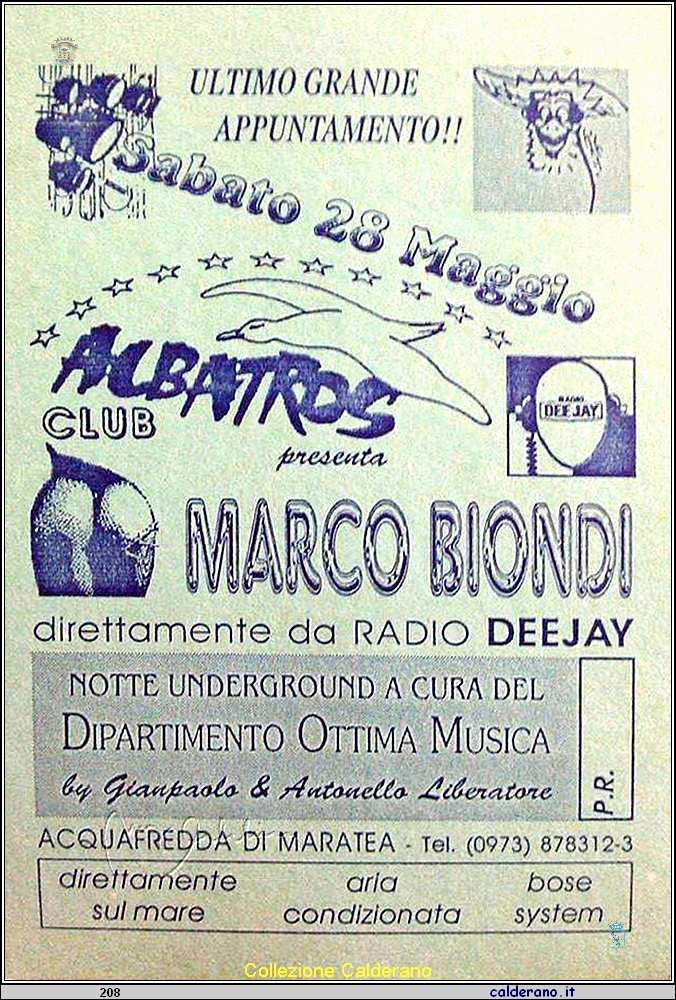 ULTIMO GRANDE
APPUNTAMENTO!!
Sabato 28 Maggio
ALBATROS
CLUB
presenta
RADIO
DEEJAY
MARCO BIONDI
direttamente da RADIO DEEJAY
NOTTE UNDERGROUND A CURA DEL
DIPARTIMENTO OTTIMA MUSICA
by Gianpaolo & Antonello Liberatore
P.R.
ACQUAFREDDA DI MARATEA - Tel. (0973) 878312-3
direttamente sul mare
aria condizionata
bose system
Collezione Calderano
208
calderano.it